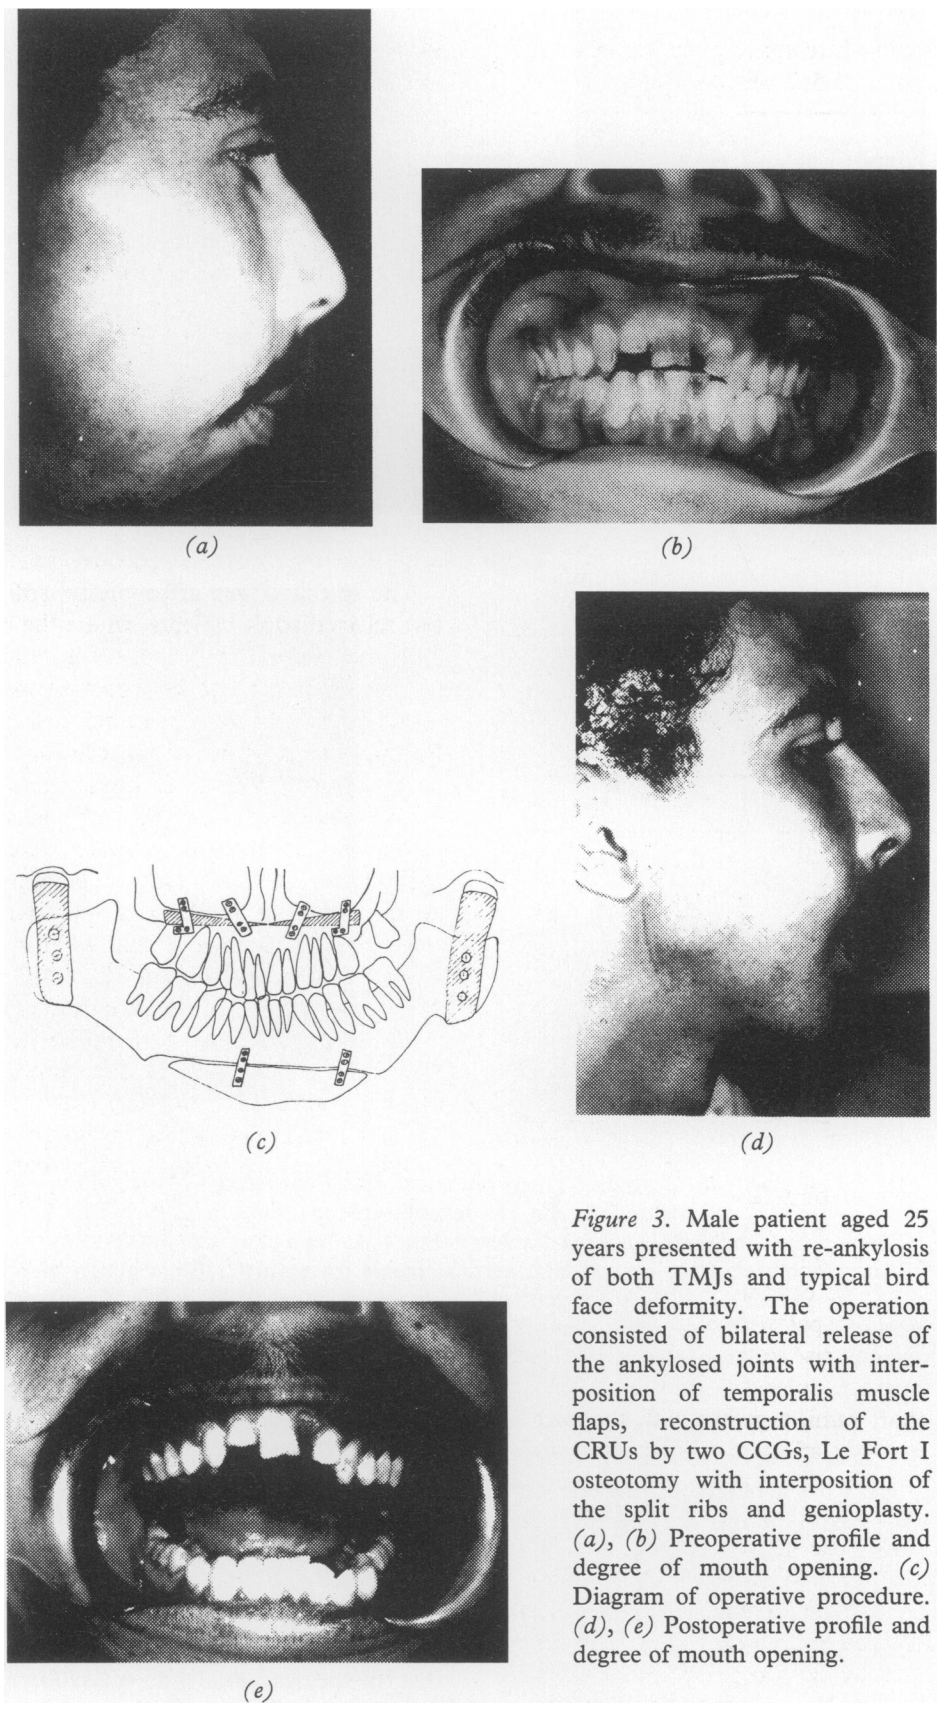 (a)
(b)
(c)
(d)
Figure 3. Male patient aged 25
years presented with re-ankylosis
of both TMJs and typical bird
face deformity. The operation
consisted of bilateral release of
the ankylosed joints with inter-
position of temporalis muscle
flaps, reconstruction of the
CRUs by two CCGs, Le Fort I
osteotomy with interposition of
the split ribs and genioplasty.
(a), (b) Preoperative profile and
degree of mouth opening. (c)
Diagram of operative procedure.
(d), (e) Postoperative profile and
degree of mouth opening.
(e)